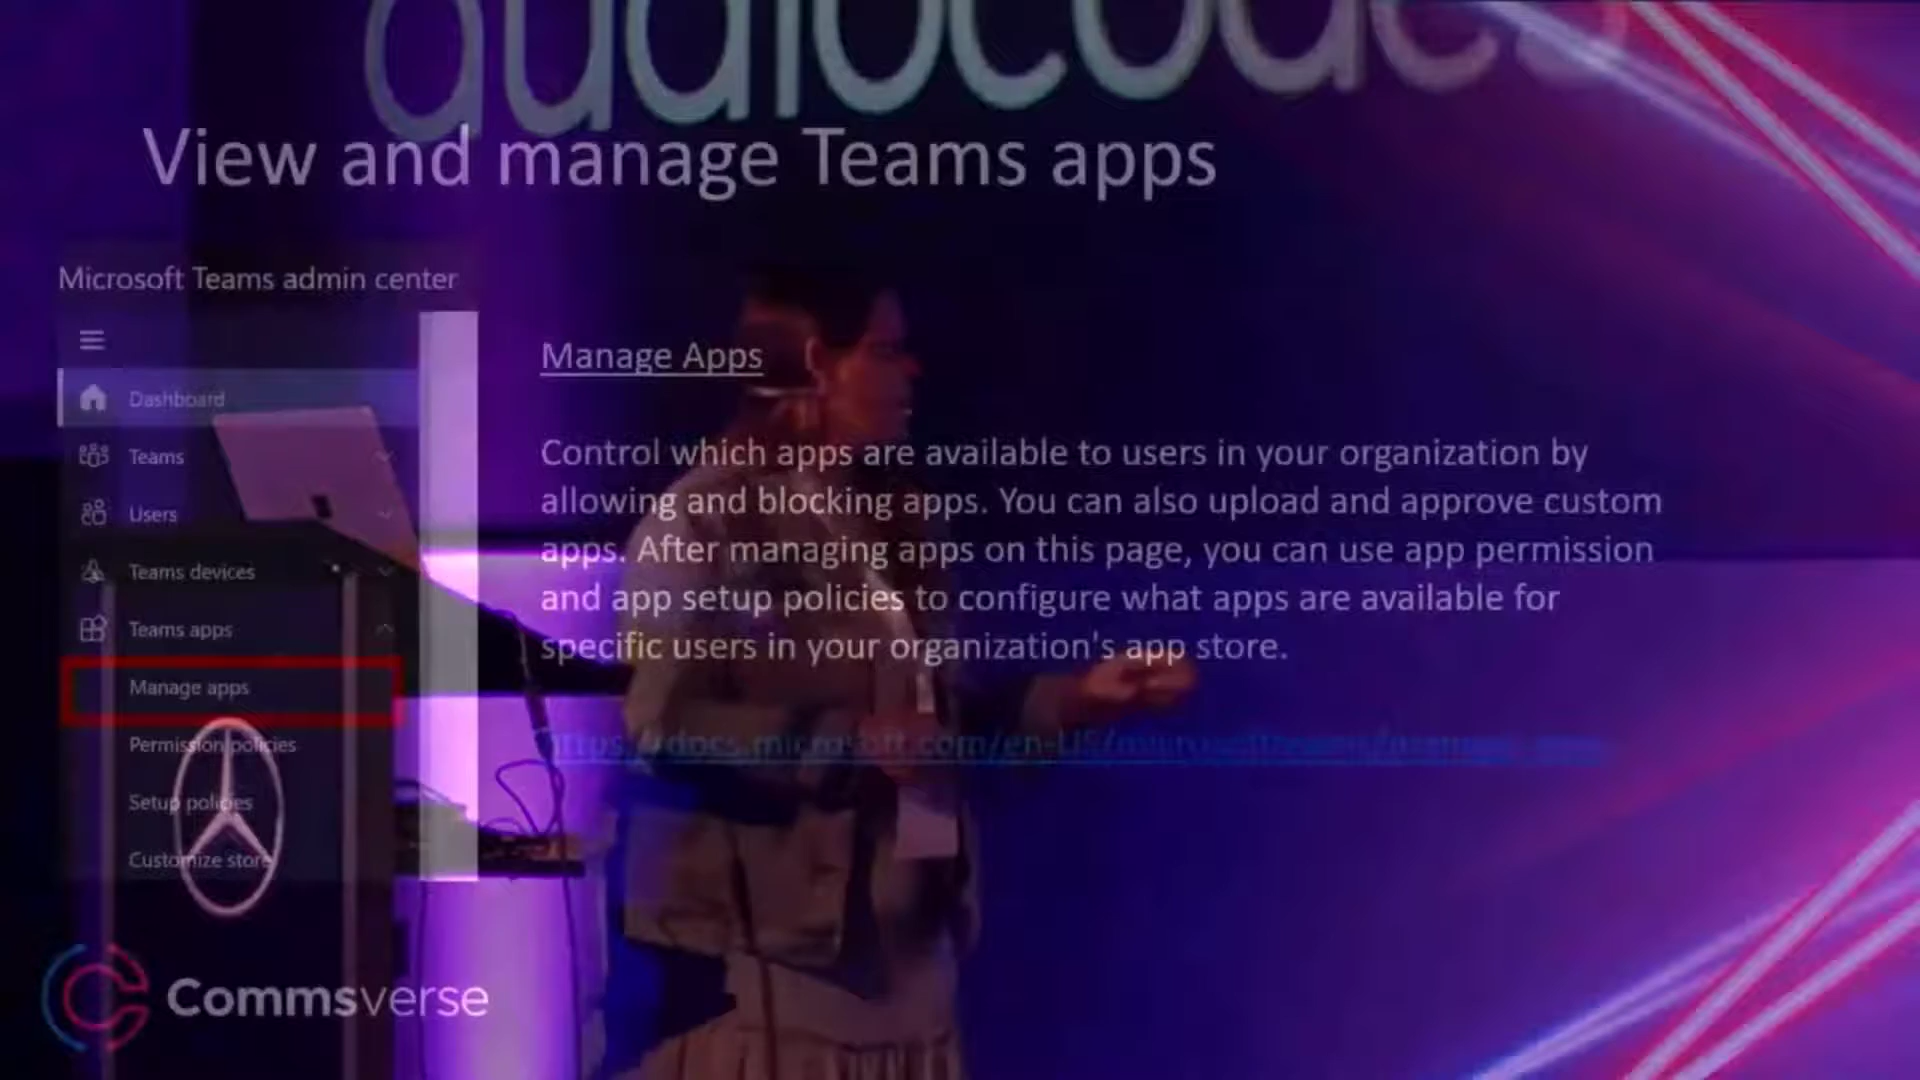 audiocodes
View and manage Teams apps
Microsoft Teams admin center
Dashboard
Teams
Users
Teams devices
Teams apps
Manage apps
Permission policies
Setup policies
Customize store
Manage Apps
Control which apps are available to users in your organization by
allowing and blocking apps. You can also upload and approve custom
apps. After managing apps on this page, you can use app permission
and app setup policies to configure what apps are available for
specific users in your organization's app store.
Commsverse